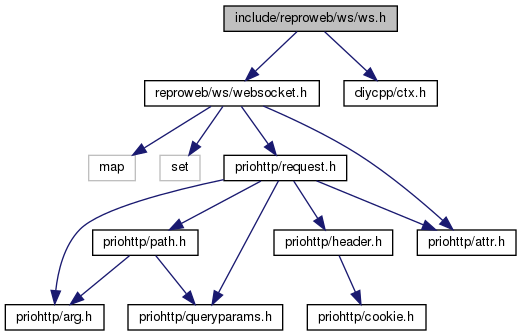 include/reproweb/ws/ws.h
reproweb/ws/websocket.h
diycpp/ctx.h
map
set
priohttp/request.h
priohttp/path.h
priohttp/header.h
priohttp/attr.h
priohttp/arg.h
priohttp/queryparams.h
priohttp/cookie.h